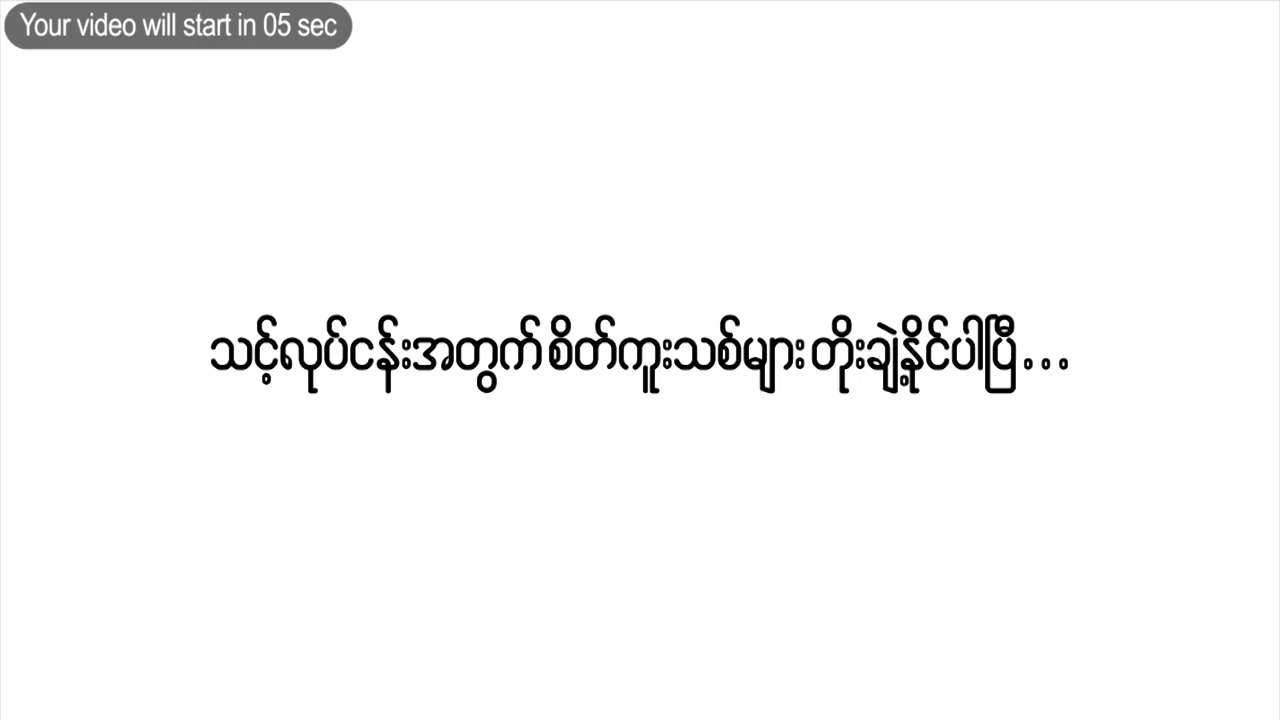 Your video will start in 05 sec
သင့်လုပ်ငန်းအတွက် စိတ်ကူးသစ်များ တိုးချဲ့နိုင်ပါပြီ . . .